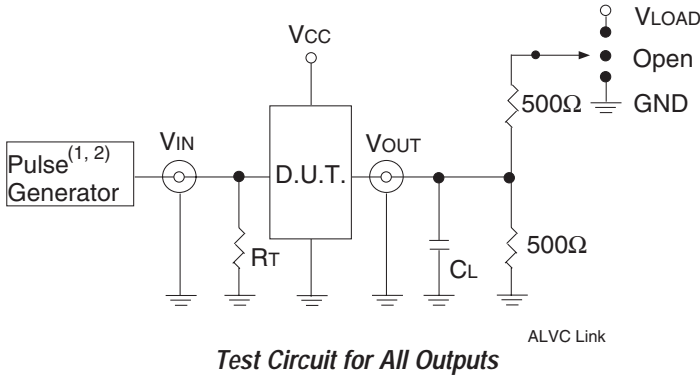 VLOAD
VCC
Open
500Ω
GND
VIN
VOUT
Pulse(1, 2)
Generator
D.U.T.
RT
CL
500Ω
ALVC Link
Test Circuit for All Outputs